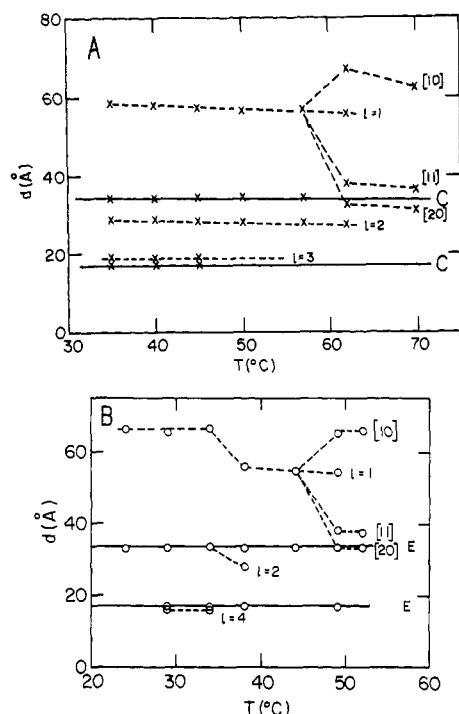 A
d(Å)
80
60
40
20
0
[10]
l=1
[11]
C
[20]
l=2
l=3
C
30 40 50 60 70
T(°C)
B
d(Å)
60
40
20
0
[10]
l=1
[11]
[20] E
l=2
E
l=4
20 30 40 50 60
T(°C)